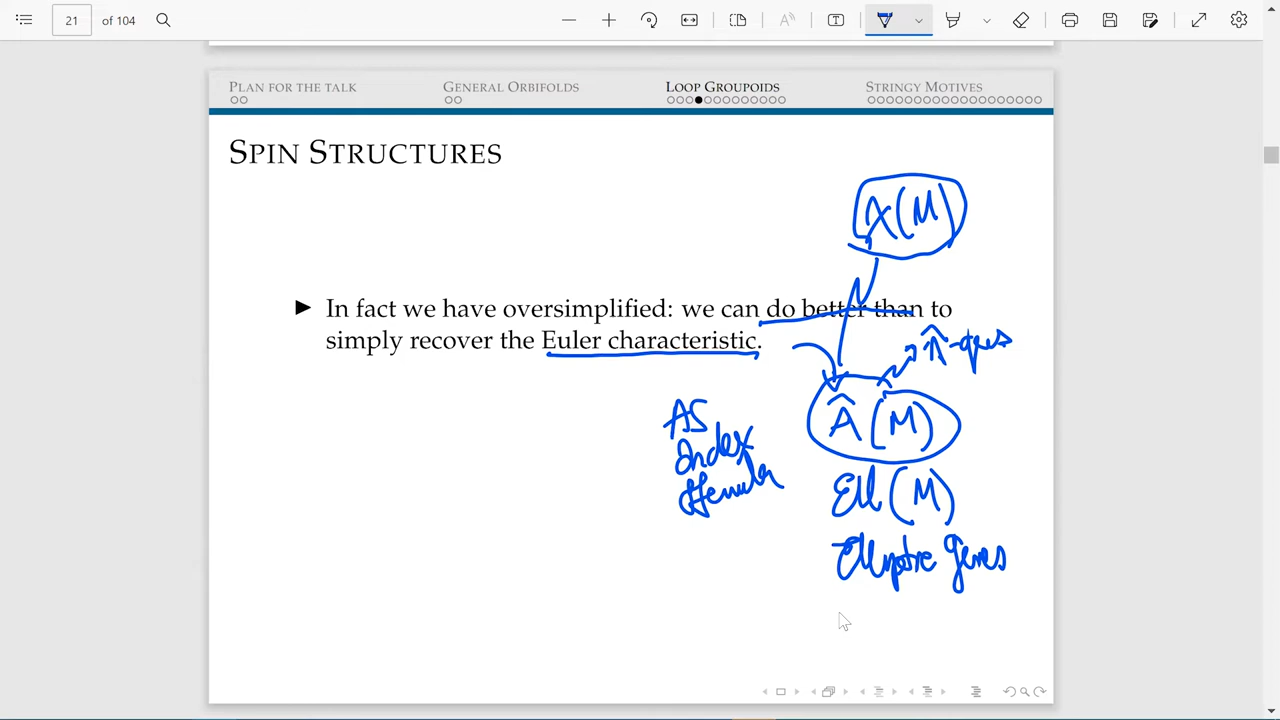 21 of 104
PLAN FOR THE TALK
GENERAL ORBIFOLDS
LOOP GROUPOIDS
STRINGY MOTIVES
SPIN STRUCTURES
χ(M)
► In fact we have oversimplified: we can do better than to
simply recover the Euler characteristic.
Â-genus
Â(M)
AS
Index
Ell(M)
Elliptic genus